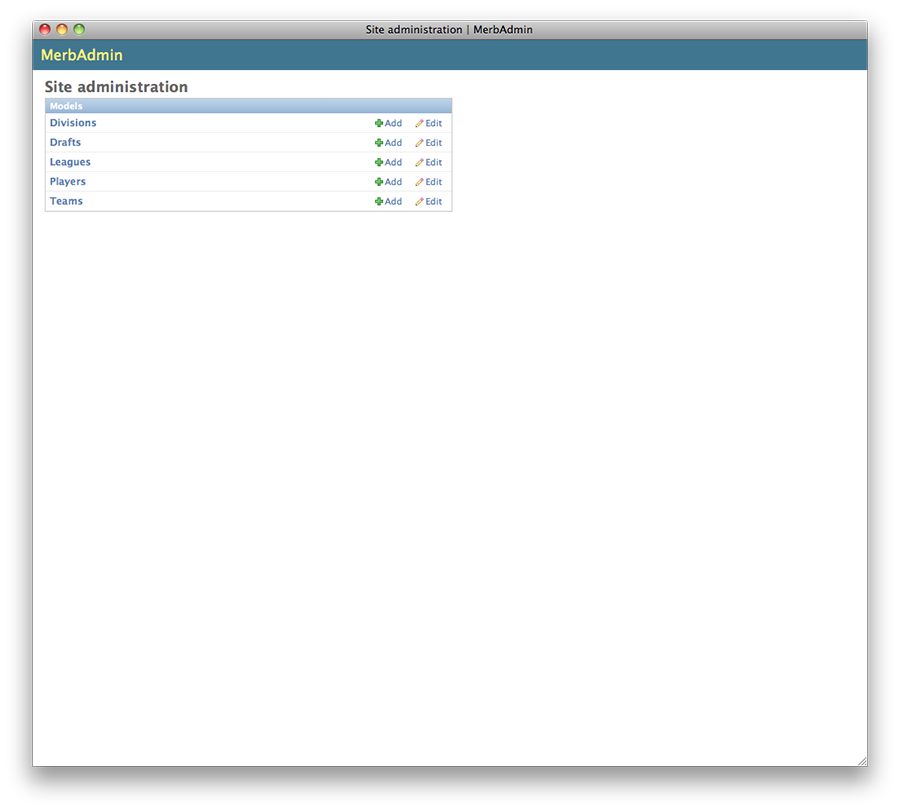 Site administration | MerbAdmin
MerbAdmin
Site administration
Models
Divisions Add Edit
Drafts Add Edit
Leagues Add Edit
Players Add Edit
Teams Add Edit